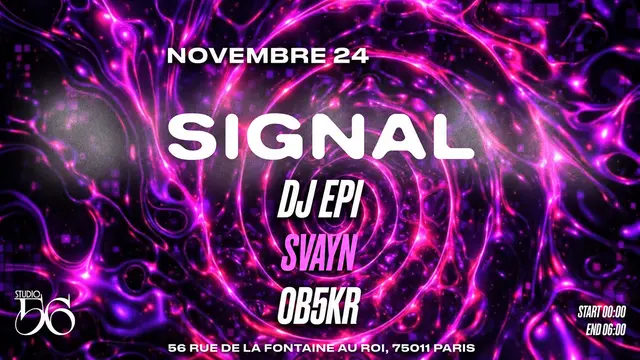 NOVEMBRE 24
SIGNAL
DJ EPI
SVAYN
OB5KR
STUDIO
56
START 00:00
END 06:00
56 RUE DE LA FONTAINE AU ROI, 75011 PARIS